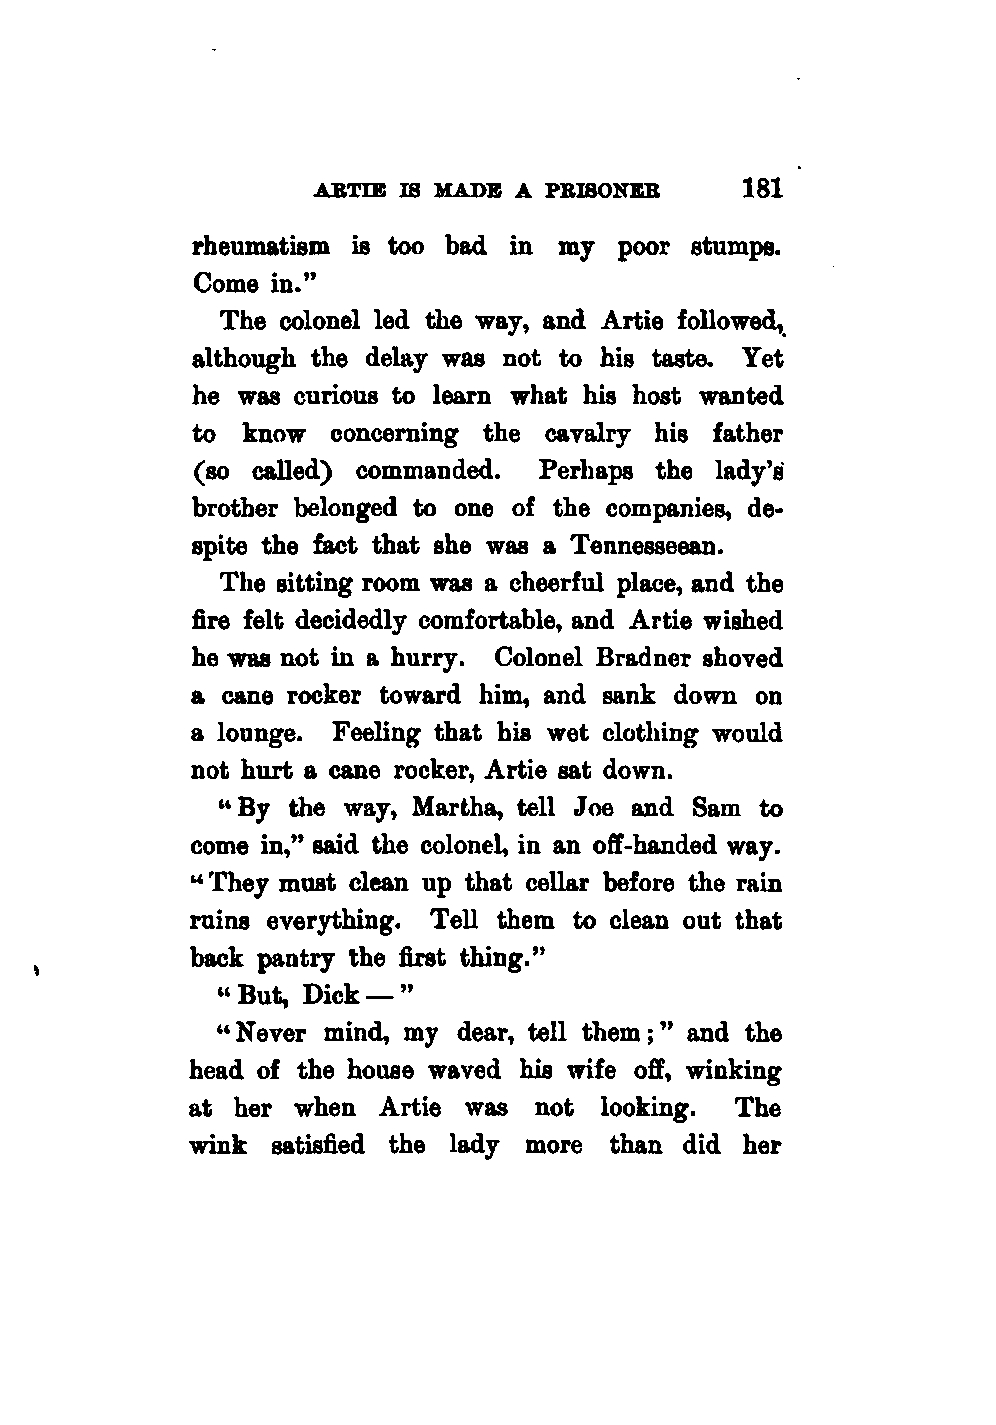 ARTIE IS MADE A PRISONER 181
rheumatism is too bad in my poor stumps.
Come in."
The colonel led the way, and Artie followed,
although the delay was not to his taste. Yet
he was curious to learn what his host wanted
to know concerning the cavalry his father
(so called) commanded. Perhaps the lady's
brother belonged to one of the companies, de-
spite the fact that she was a Tennesseean.
The sitting room was a cheerful place, and the
fire felt decidedly comfortable, and Artie wished
he was not in a hurry. Colonel Bradner shoved
a cane rocker toward him, and sank down on
a lounge. Feeling that his wet clothing would
not hurt a cane rocker, Artie sat down.
"By the way, Martha, tell Joe and Sam to
come in," said the colonel, in an off-handed way.
"They must clean up that cellar before the rain
ruins everything. Tell them to clean out that
back pantry the first thing."
"But, Dick — "
"Never mind, my dear, tell them;" and the
head of the house waved his wife off, winking
at her when Artie was not looking. The
wink satisfied the lady more than did her